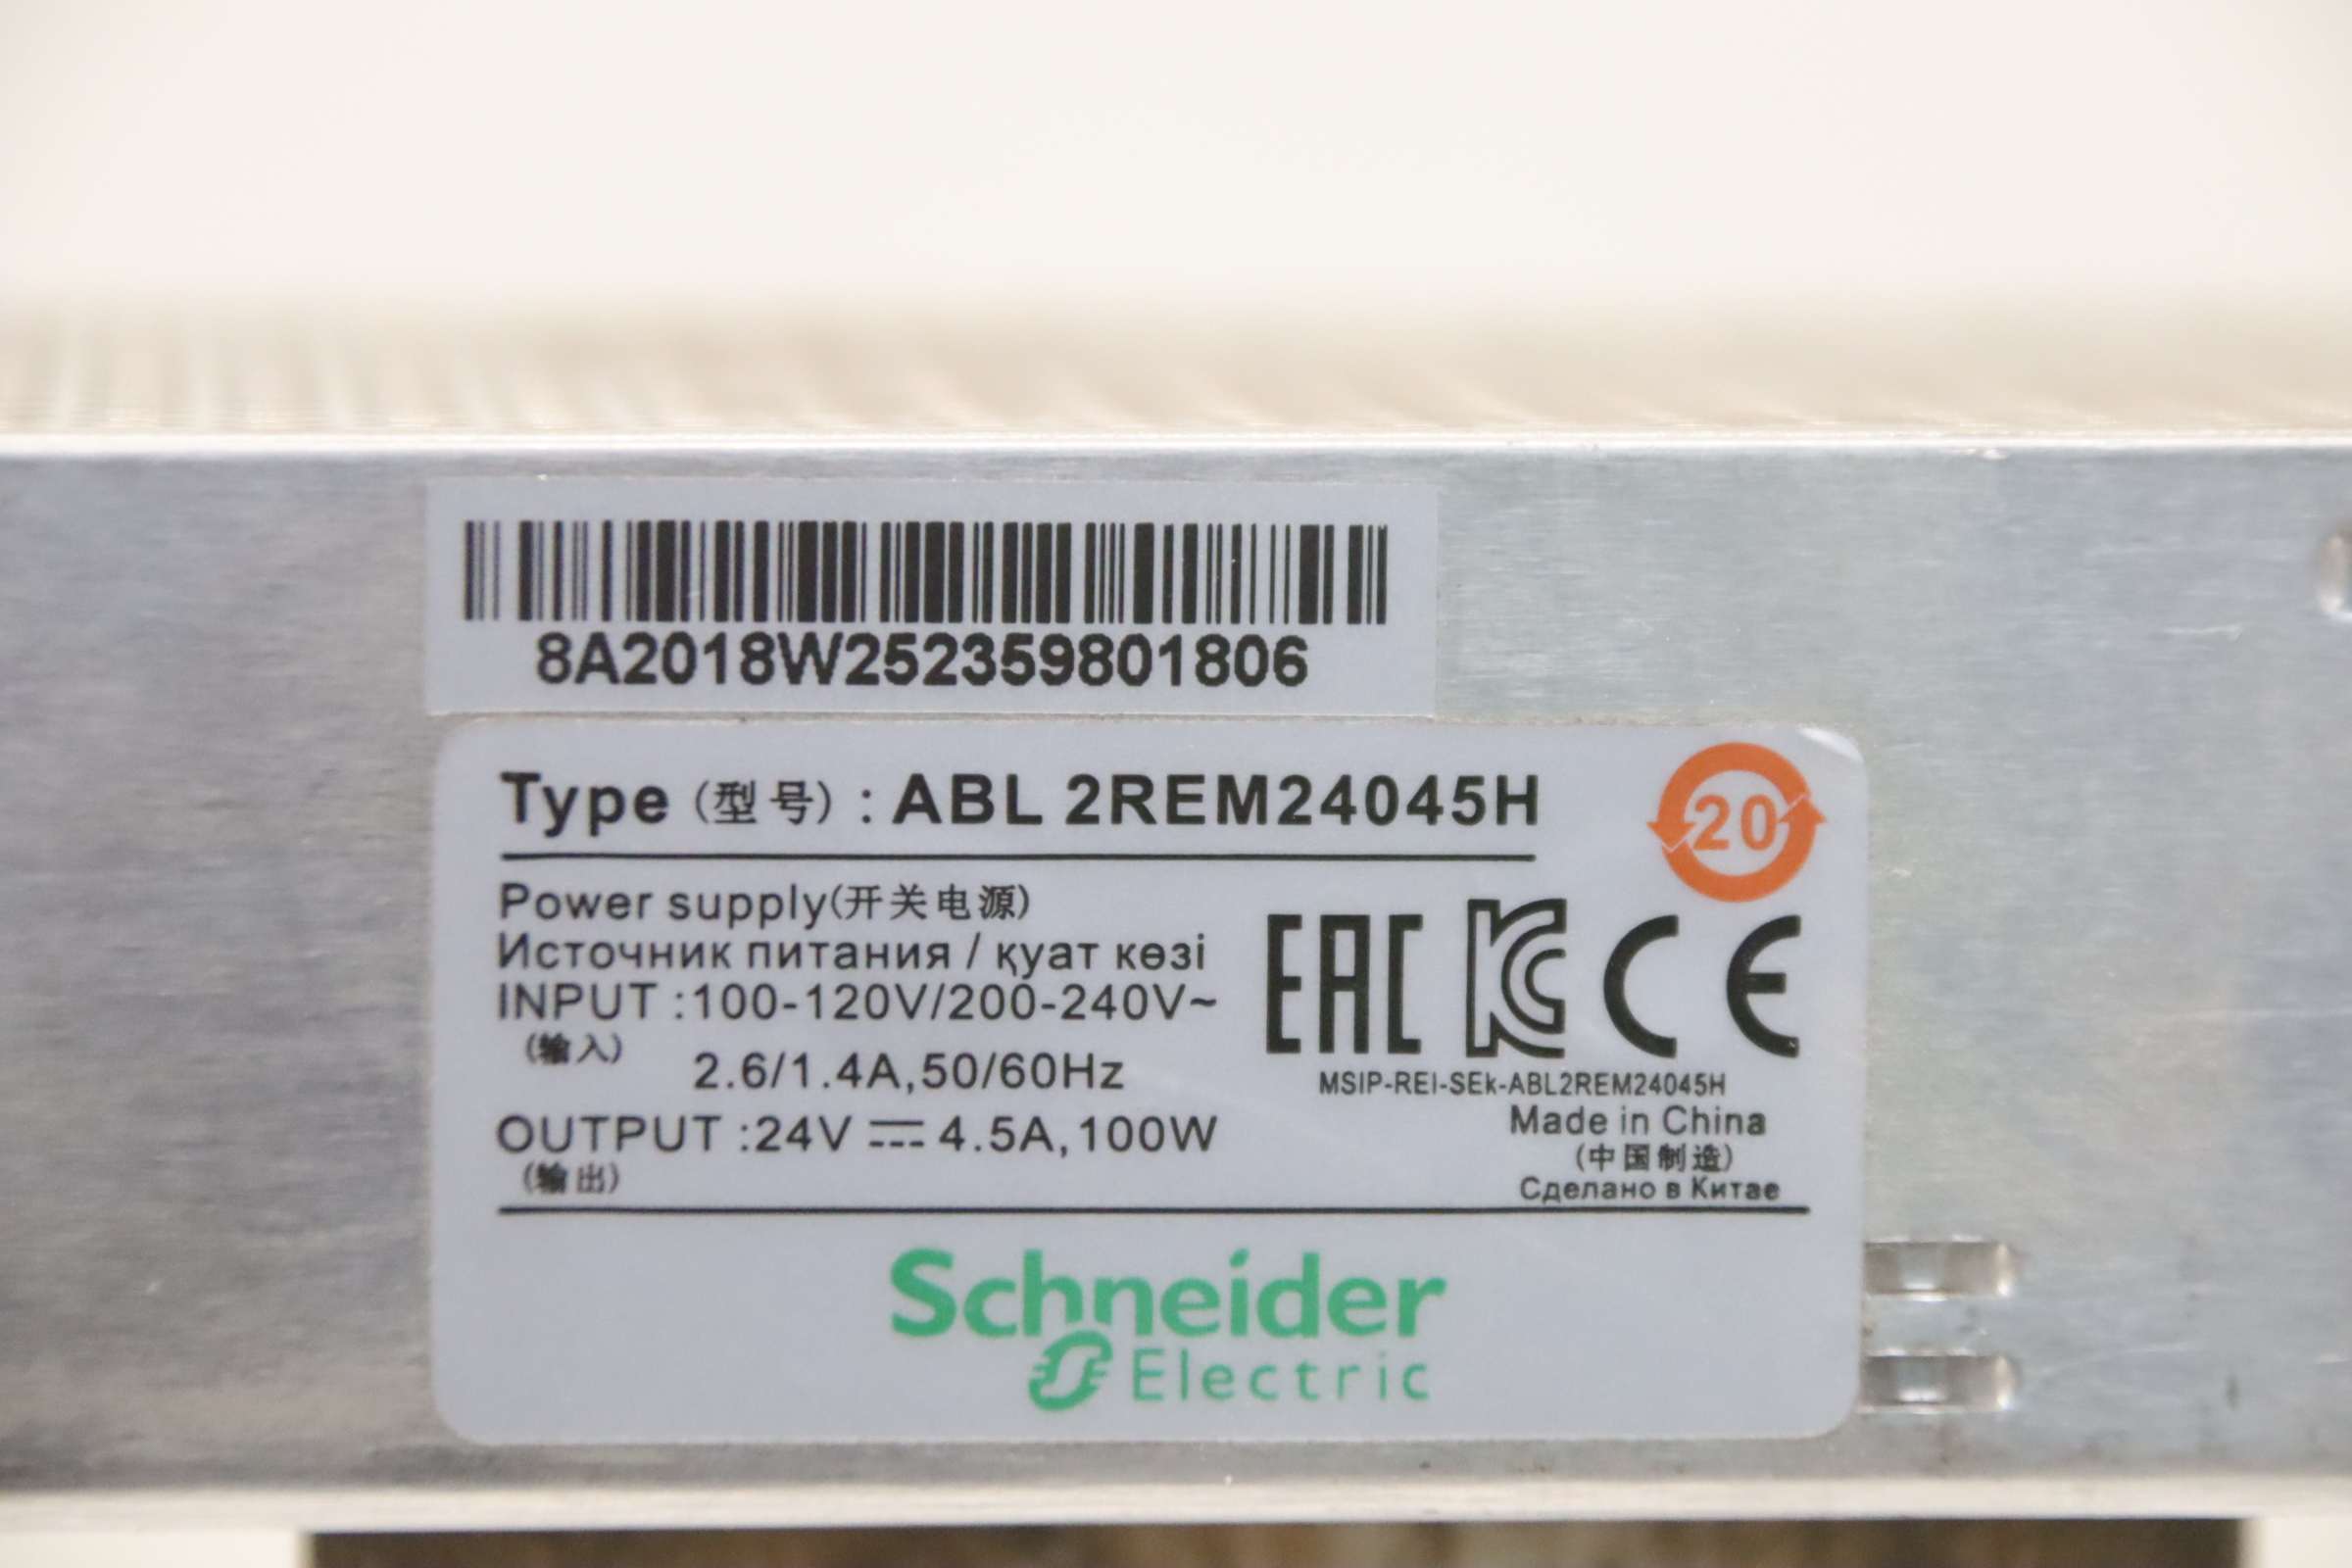 8A2018W252359801806
Type (型号) : ABL 2REM24045H
20
Power supply(开关电源)
Источник питания / қуат көзі
INPUT :100-120V/200-240V~
(输入)
2.6/1.4A,50/60Hz
OUTPUT :24V ⎓ 4.5A,100W
(输出)
EAC KC CE
MSIP-REI-SEk-ABL2REM24045H
Made in China
(中国制造)
Сделано в Китае
Schneider
Electric